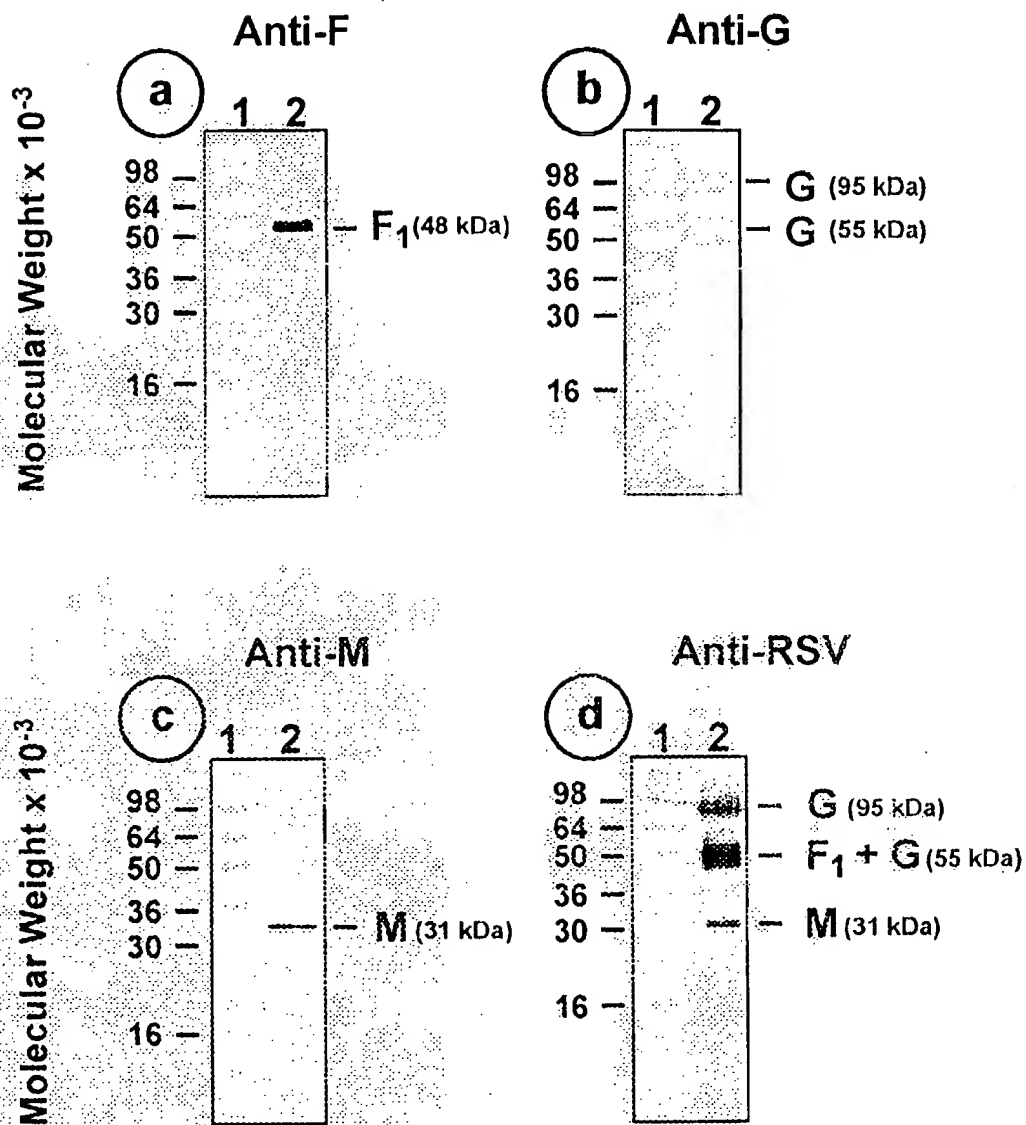 Anti-F
a
1 2
Molecular Weight x 10-3
98
64
50
36
30
16
F1 (48 kDa)
Anti-G
b
1 2
98
64
50
36
30
16
G (95 kDa)
G (55 kDa)
Anti-M
c
1 2
Molecular Weight x 10-3
98
64
50
36
30
16
M (31 kDa)
Anti-RSV
d
1 2
98
64
50
36
30
16
G (95 kDa)
F1 + G (55 kDa)
M (31 kDa)